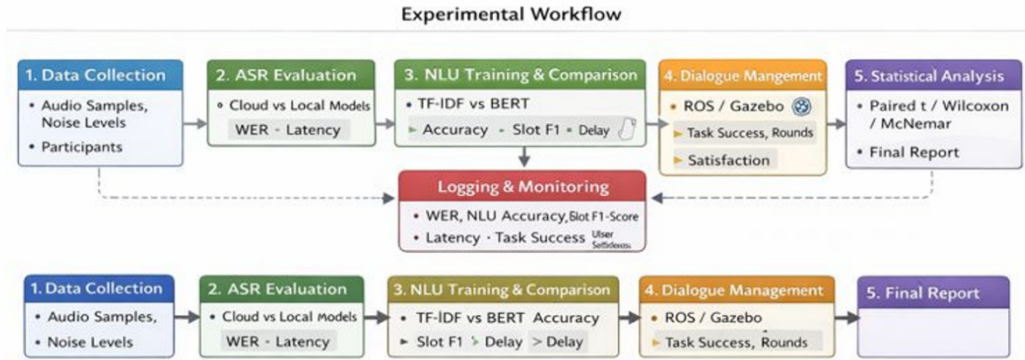 Experimental Workflow
1. Data Collection
• Audio Samples,
Noise Levels
• Participants
2. ASR Evaluation
• Cloud vs Local Models
WER - Latency
3. NLU Training & Comparison
• TF-IDF vs BERT
▸ Accuracy - Slot F1 • Delay
4. Dialogue Mangement
• ROS / Gazebo
▸ Task Success, Rounds
▸ Satisfaction
5. Statistical Analysis
• Paired t / Wilcoxon
/ McNemar
• Final Report
Logging & Monitoring
• WER, NLU Accuracy, Slot F1-Score
• Latency · Task Success
1. Data Collection
• Audio Samples,
• Noise Levels
2. ASR Evaluation
• Cloud vs Local Models
WER - Latency
3. NLU Training & Comparison
• TF-IDF vs BERT Accuracy
▸ Slot F1 > Delay > Delay
4. Dialogue Management
• ROS / Gazebo
▸ Task Success, Rounds
5. Final Report